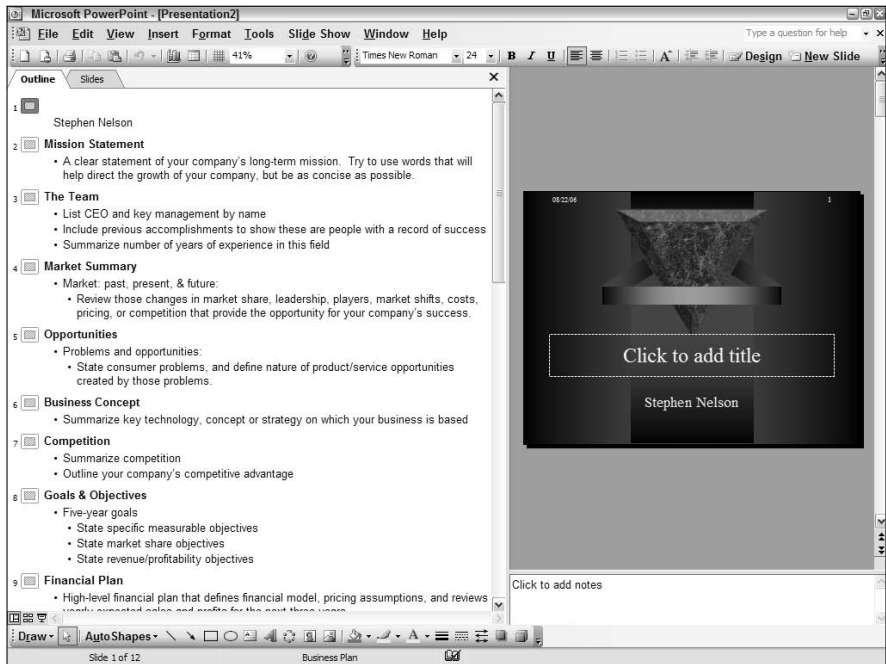 Microsoft PowerPoint - [Presentation2]
File Edit View Insert Format Tools Slide Show Window Help
Type a question for help
41%
Times New Roman
24
B I U
A
Design
New Slide
Outline
Slides
1
Stephen Nelson
2 Mission Statement
• A clear statement of your company's long-term mission. Try to use words that will
help direct the growth of your company, but be as concise as possible.
3 The Team
• List CEO and key management by name
• Include previous accomplishments to show these are people with a record of success
• Summarize number of years of experience in this field
4 Market Summary
• Market: past, present, & future:
• Review those changes in market share, leadership, players, market shifts, costs,
pricing, or competition that provide the opportunity for your company's success.
5 Opportunities
• Problems and opportunities:
• State consumer problems, and define nature of product/service opportunities
created by those problems.
6 Business Concept
• Summarize key technology, concept or strategy on which your business is based
7 Competition
• Summarize competition
• Outline your company's competitive advantage
8 Goals & Objectives
• Five-year goals
• State specific measurable objectives
• State market share objectives
• State revenue/profitability objectives
9 Financial Plan
• High-level financial plan that defines financial model, pricing assumptions, and reviews
yearly expected sales and profits for the next three years.
08/22/06
1
Click to add title
Stephen Nelson
Click to add notes
Draw
AutoShapes
A
Slide 1 of 12
Business Plan